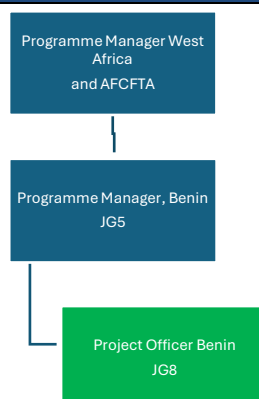 Programme Manager West
Africa
and AFCFTA
Programme Manager, Benin
JG5
Project Officer Benin
JG8